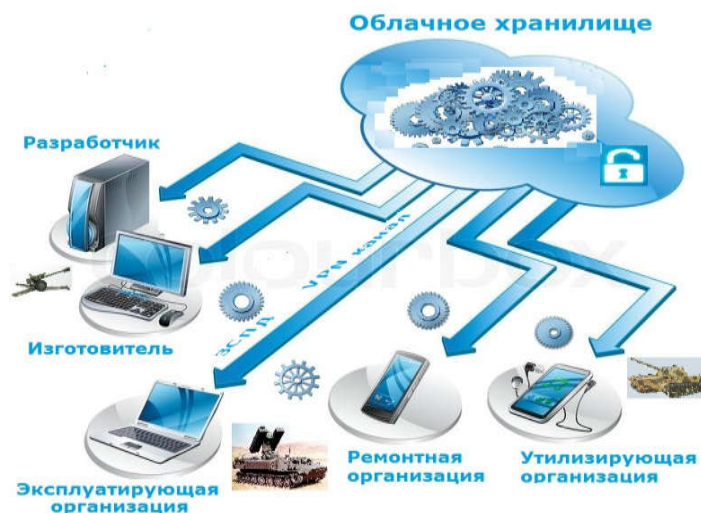 Облачное хранилище
Разработчик
VPN канал
ЗСПД
Изготовитель
Ремонтная
организация
Утилизирующая
организация
Эксплуатирующая
организация